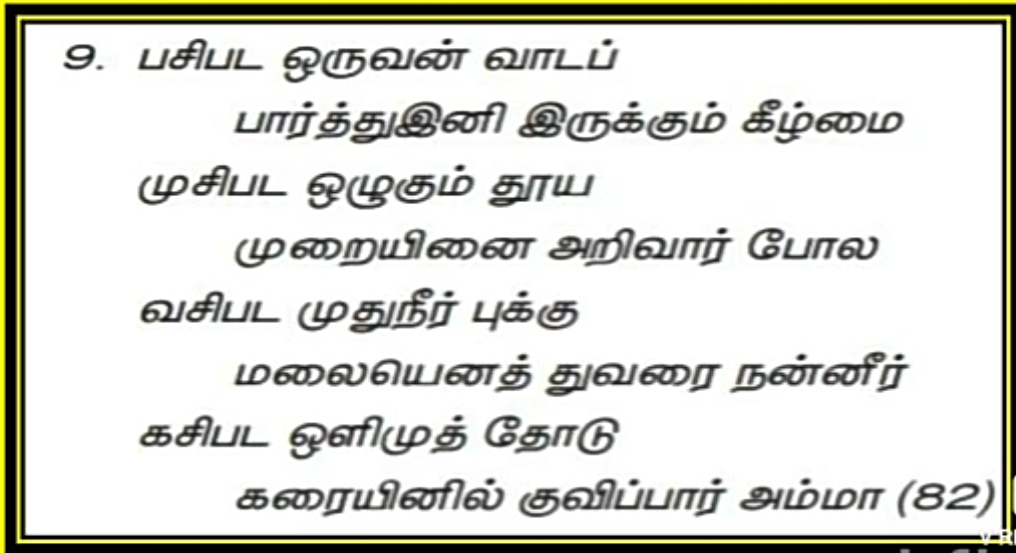 9. பசிபட ஒருவன் வாடப்
பார்த்துஇனி இருக்கும் கீழ்மை
முசிபட ஒழுகும் தூய
முறையினை அறிவார் போல
வசிபட முதுநீர் புக்கு
மலையெனத் துவரை நன்னீர்
கசிபட ஒளிமுத் தோடு
கரையினில் குவிப்பார் அம்மா (82)